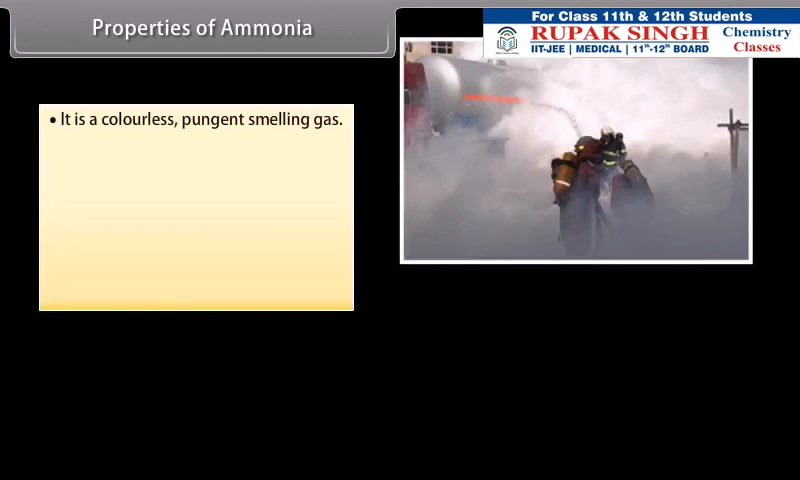 Properties of Ammonia
For Class 11th & 12th Students
RUPAK SINGH
IIT-JEE | MEDICAL | 11th-12th BOARD
Chemistry
Classes
• It is a colourless, pungent smelling gas.